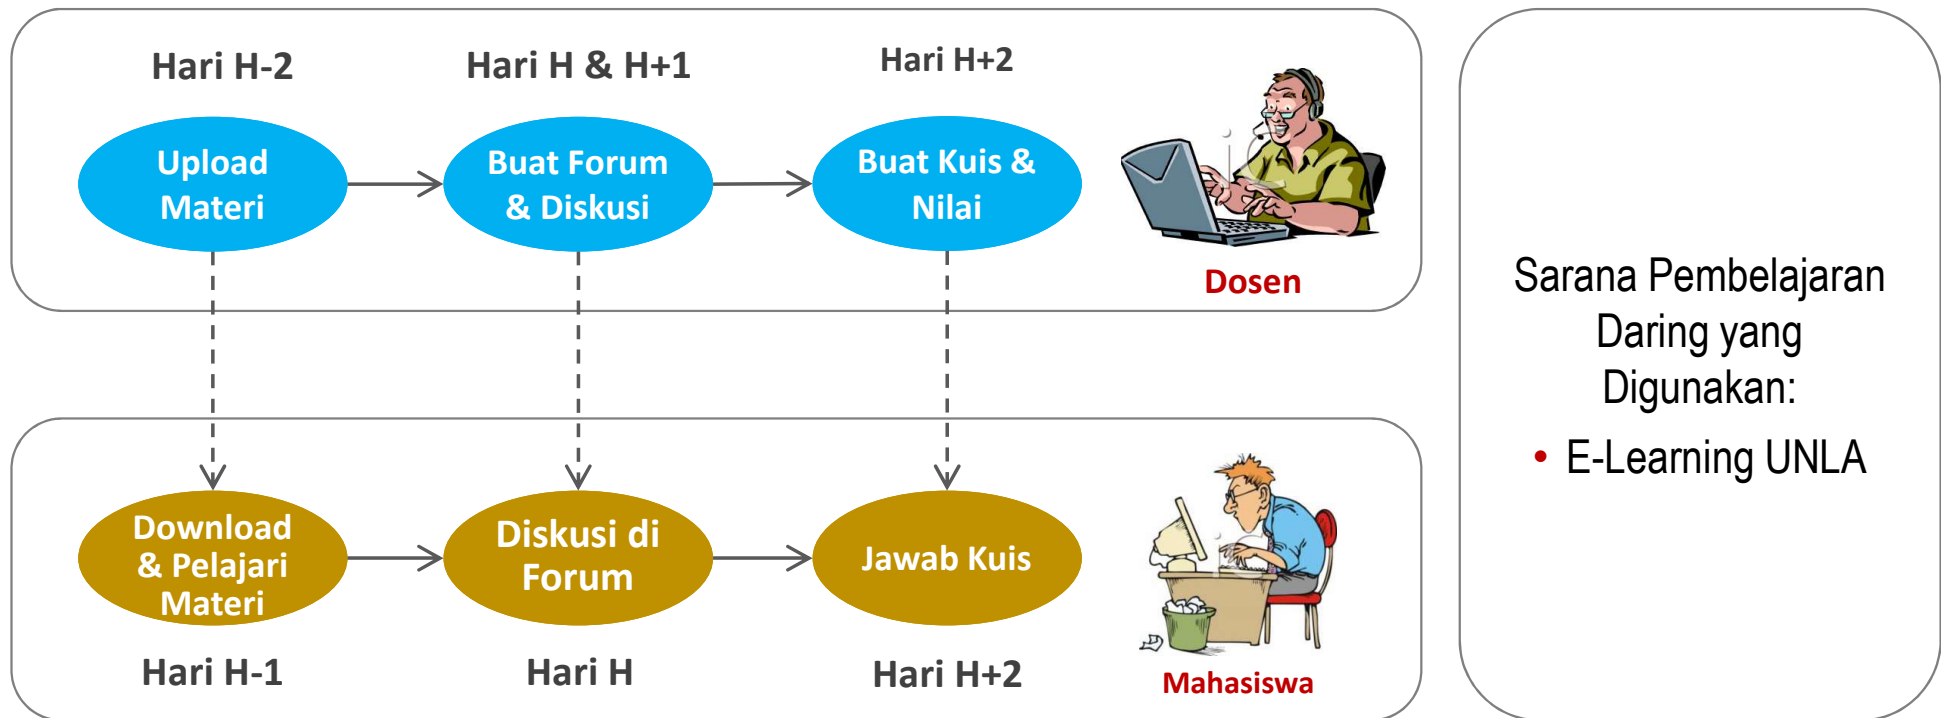 Hari H-2
Hari H & H+1
Hari H+2
Upload
Materi
Buat Forum
& Diskusi
Buat Kuis &
Nilai
Dosen
Download
& Pelajari
Materi
Diskusi di
Forum
Jawab Kuis
Hari H-1
Hari H
Hari H+2
Mahasiswa
Sarana Pembelajaran
Daring yang
Digunakan:
• E-Learning UNLA